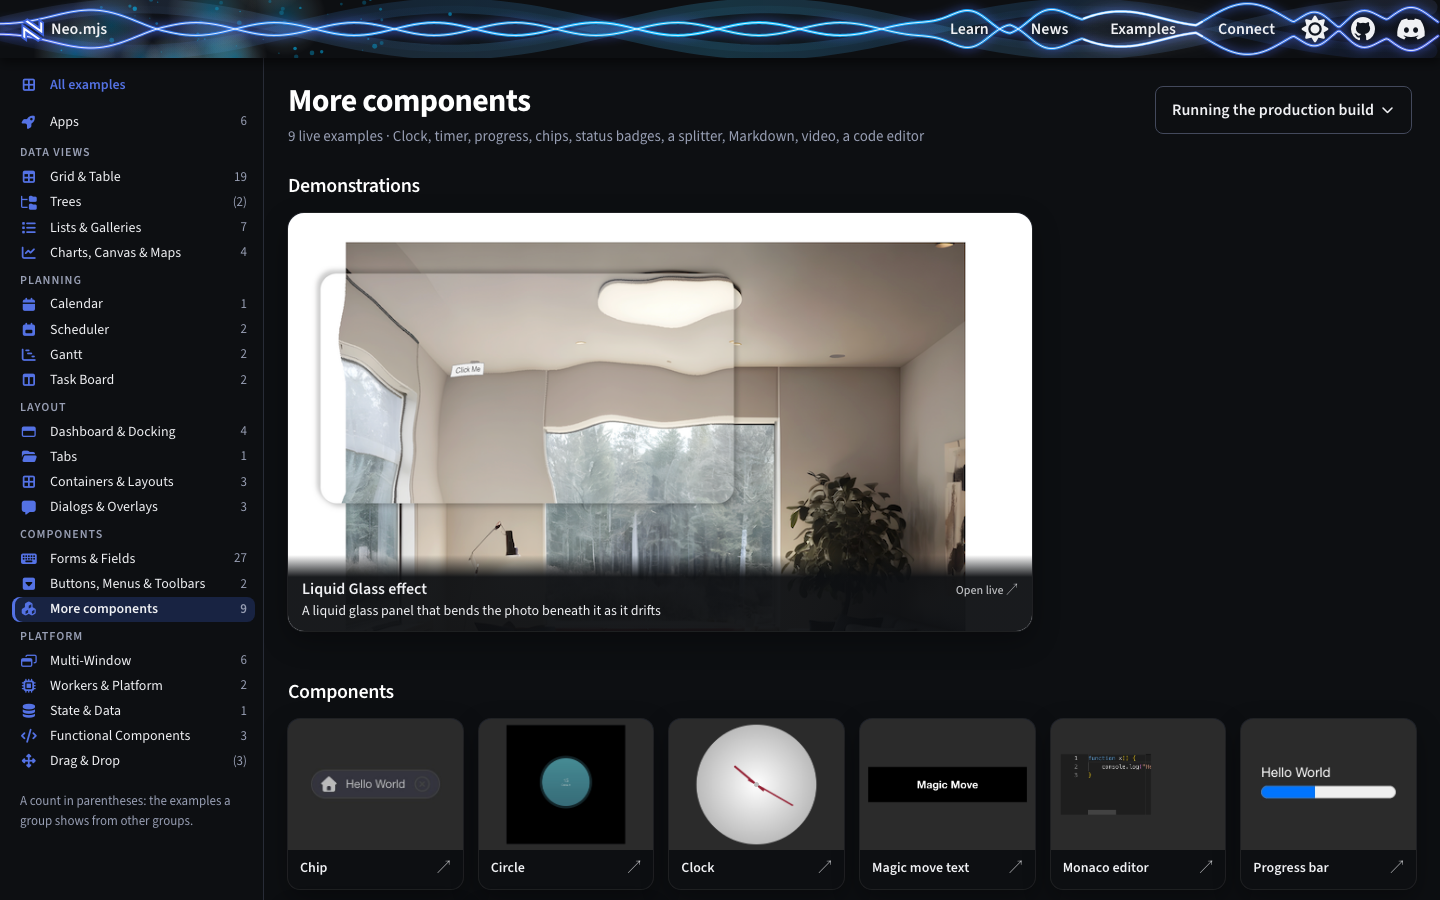 Neo.mjs
Learn
News
Examples
Connect
All examples
Apps 6
DATA VIEWS
Grid & Table 19
Trees (2)
Lists & Galleries 7
Charts, Canvas & Maps 4
PLANNING
Calendar 1
Scheduler 2
Gantt 2
Task Board 2
LAYOUT
Dashboard & Docking 4
Tabs 1
Containers & Layouts 3
Dialogs & Overlays 3
COMPONENTS
Forms & Fields 27
Buttons, Menus & Toolbars 2
More components 9
PLATFORM
Multi-Window 6
Workers & Platform 2
State & Data 1
Functional Components 3
Drag & Drop (3)
A count in parentheses: the examples a
group shows from other groups.
More components
9 live examples · Clock, timer, progress, chips, status badges, a splitter, Markdown, video, a code editor
Running the production build
Demonstrations
Click Me
Liquid Glass effect
Open live
A liquid glass panel that bends the photo beneath it as it drifts
Components
Hello World
Chip
Circle
Clock
Magic Move
Magic move text
1 function x() {
2 console.log("He
3 }
Monaco editor
Hello World
Progress bar